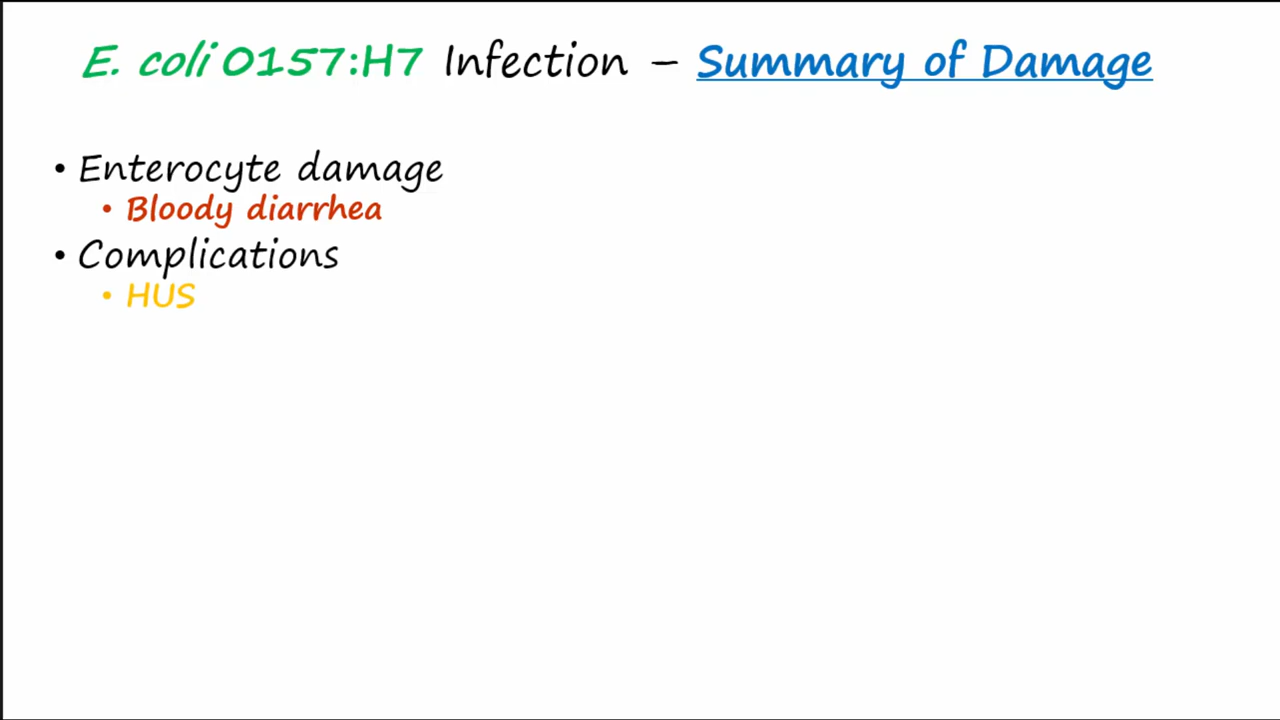 E. coli O157:H7 Infection – Summary of Damage
• Enterocyte damage
• Bloody diarrhea
• Complications
• HUS